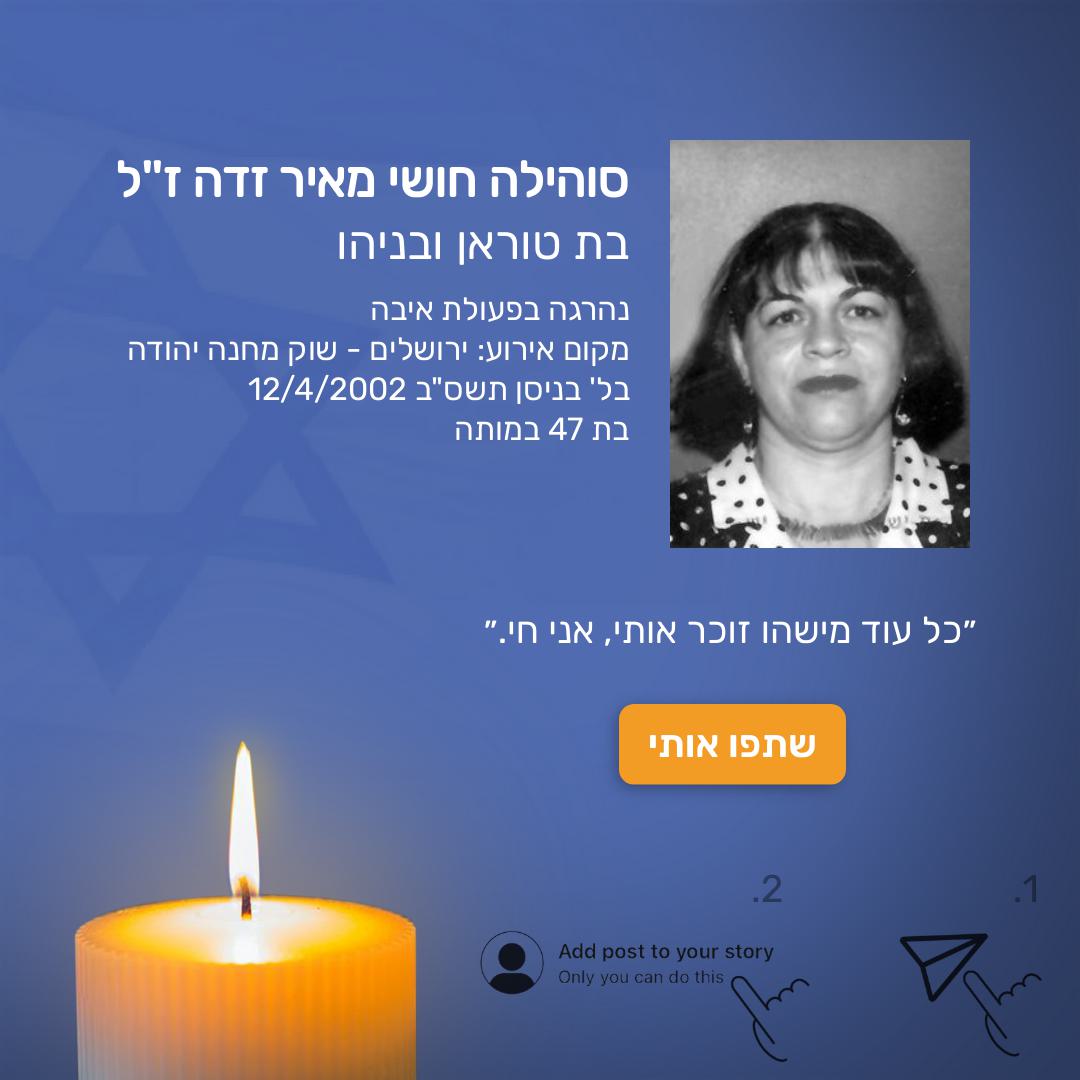 סוהילה חושי מאיר זדה ז"ל
בת טוראן ובניהו
נהרגה בפעולת איבה
מקום אירוע: ירושלים - שוק מחנה יהודה
בל' בניסן תשס"ב 12/4/2002
בת 47 במותה
״כל עוד מישהו זוכר אותי, אני חי.״
שתפו אותי
.1
.2
Add post to your story
Only you can do this